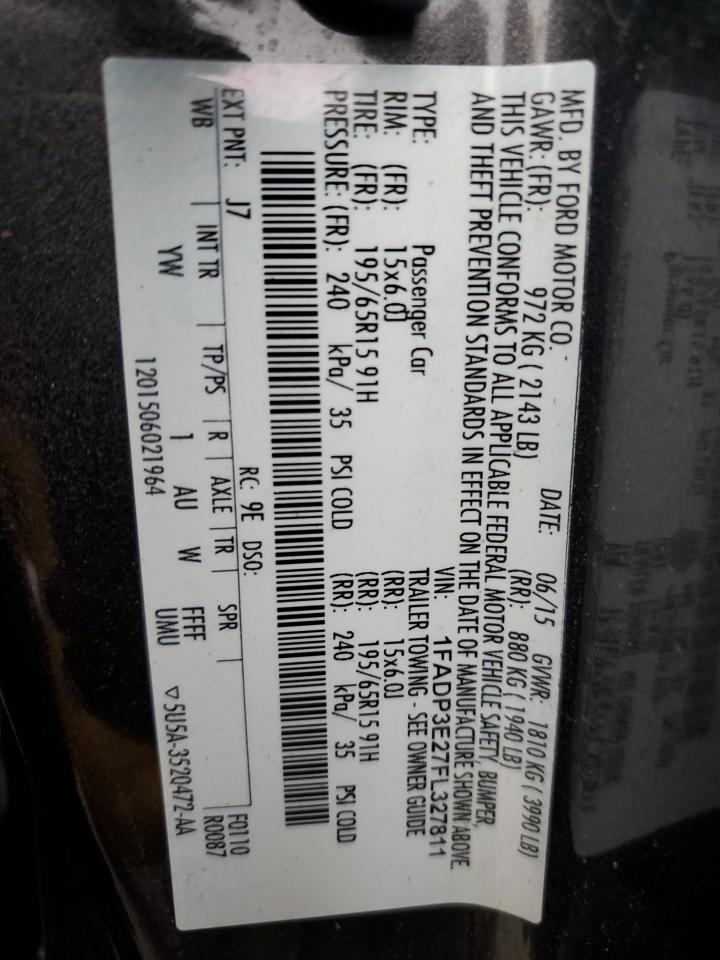 MFD. BY FORD MOTOR CO. -
DATE: 06/15 GVWR: 1810 KG ( 3990 LB)
GAWR: (FR): 972 KG ( 2143 LB) (RR): 880 KG ( 1940 LB)
THIS VEHICLE CONFORMS TO ALL APPLICABLE FEDERAL MOTOR VEHICLE SAFETY, BUMPER,
AND THEFT PREVENTION STANDARDS IN EFFECT ON THE DATE OF MANUFACTURE SHOWN ABOVE.
VIN: 1FADP3E27FL327811
TYPE: Passenger Car TRAILER TOWING - SEE OWNER GUIDE
RIM: (FR): 15x6.0J (RR): 15x6.0J
TIRE: (FR): 195/65R15 91H (RR): 195/65R15 91H
PRESSURE: (FR): 240 kPa/ 35 PSI COLD (RR): 240 kPa/ 35 PSI COLD
EXT PNT: J7 RC: 9E DSO: F0110
WB INT TR TP/PS R AXLE TR SPR R0087
YW 1 AU W FFFF
UMU
1201506021964 ▽5U5A-3520472-AA